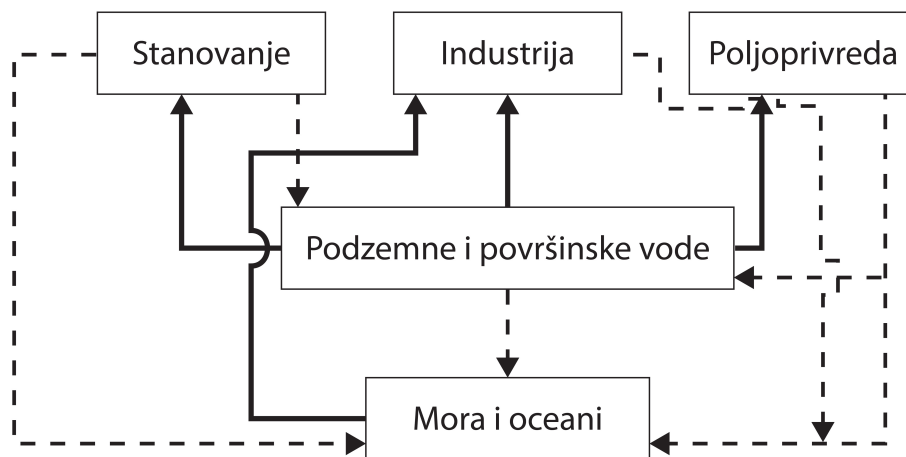 Stanovanje
Industrija
Poljoprivreda
Podzemne i površinske vode
Mora i oceani